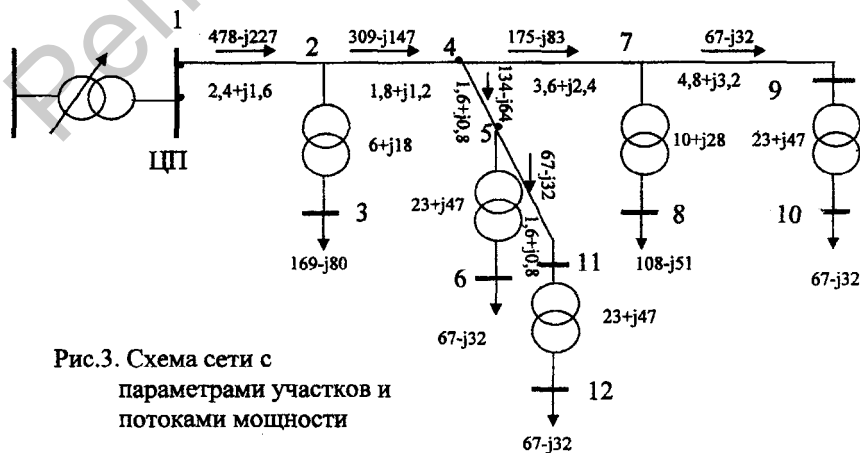 1
478-j227
2
309-j147
4
175-j83
7
67-j32
2,4+j1,6
1,8+j1,2
134-j64
1,6+j0,8
3,6+j2,4
4,8+j3,2
9
ЦП
6+j18
5
67-j32
10+j28
23+j47
3
23+j47
1,6+j0,8
8
10
169-j80
6
11
108-j51
67-j32
67-j32
23+j47
12
67-j32
Рис.3. Схема сети с
параметрами участков и
потоками мощности